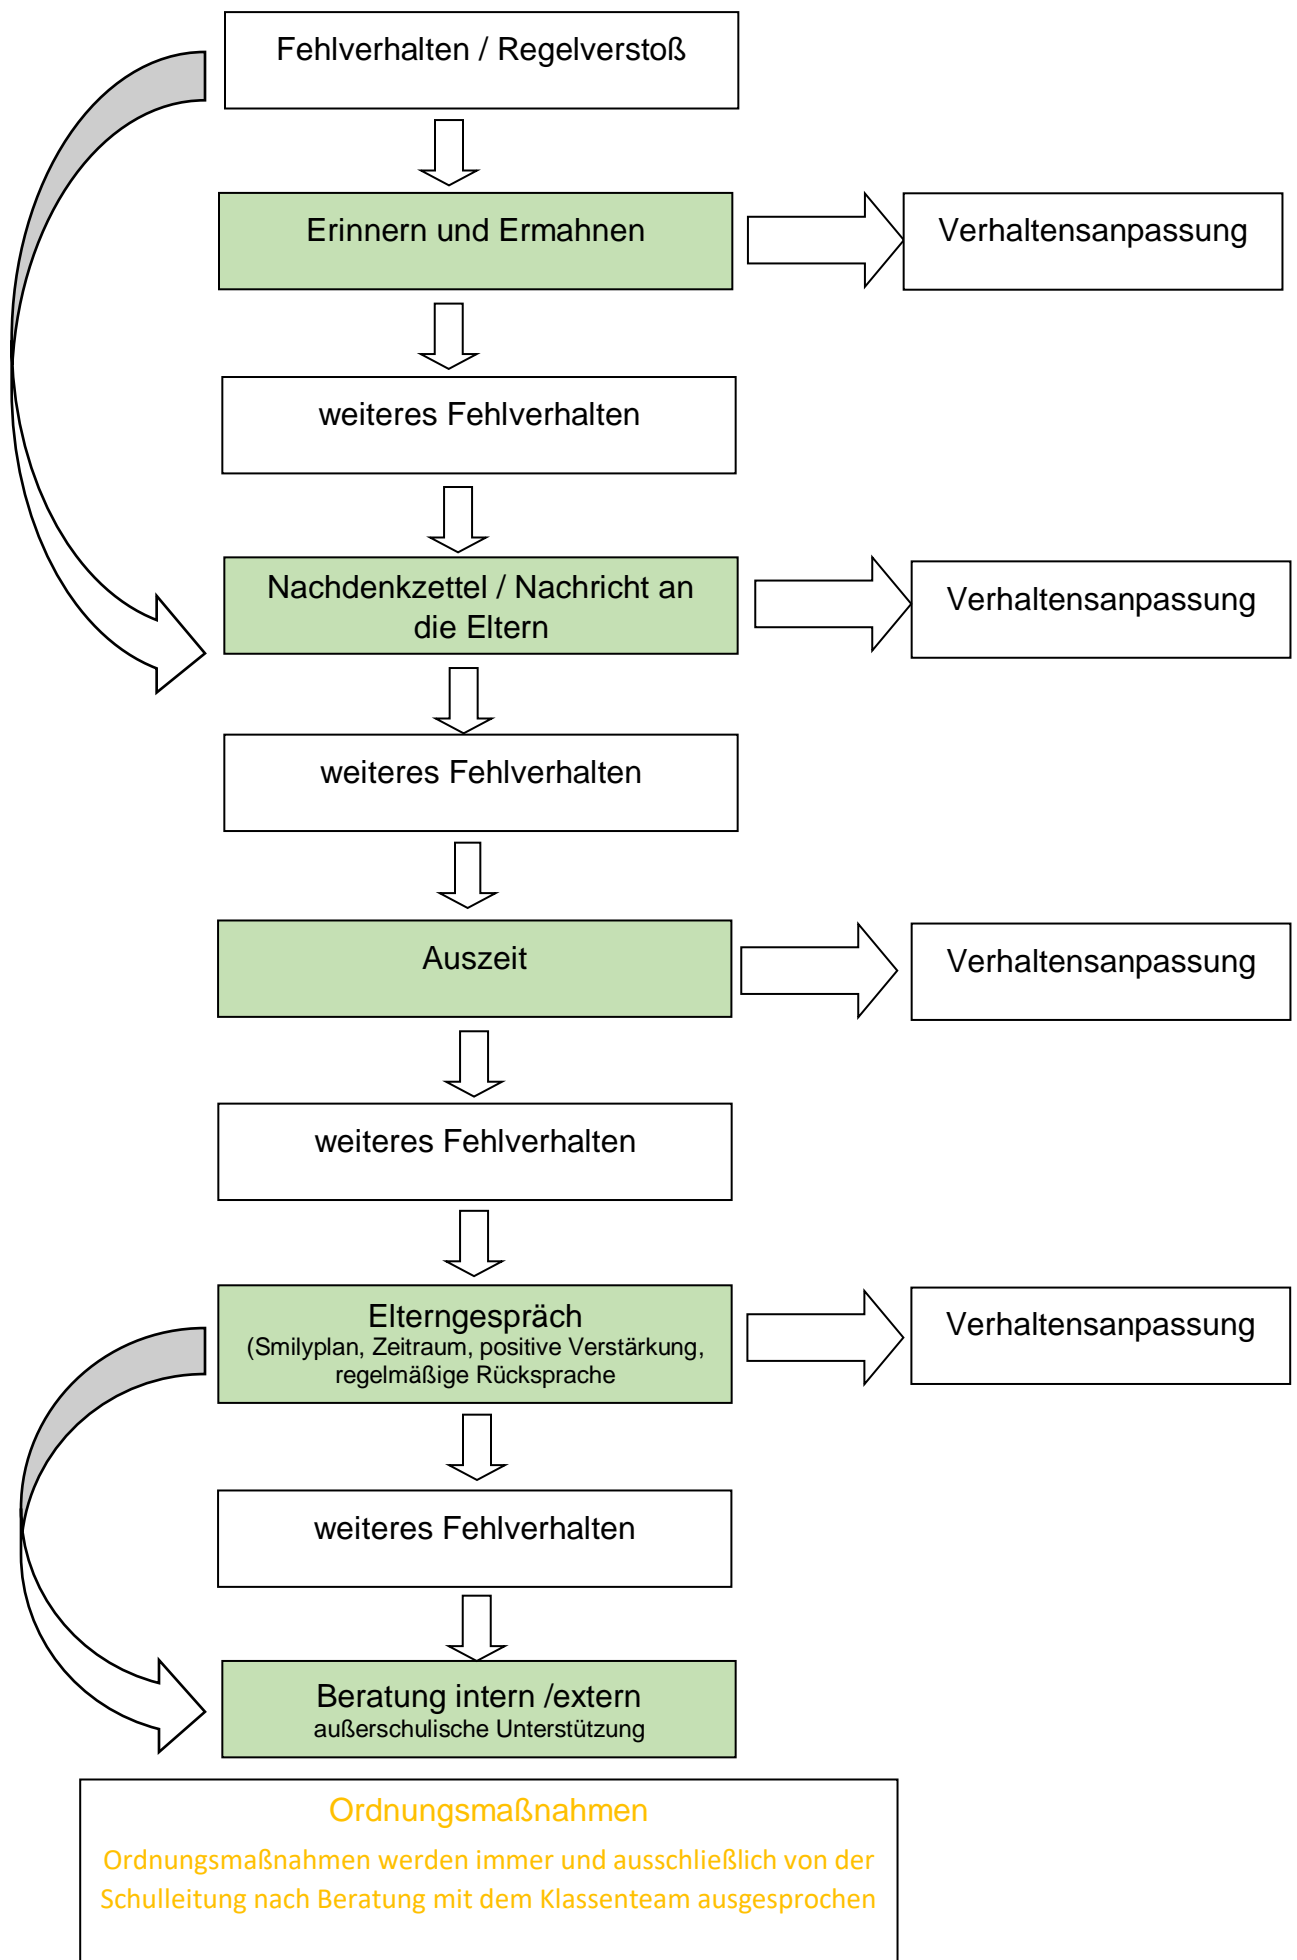 Fehlverhalten / Regelverstoß
Erinnern und Ermahnen
Verhaltensanpassung
weiteres Fehlverhalten
Nachdenkzettel / Nachricht an
die Eltern
Verhaltensanpassung
weiteres Fehlverhalten
Auszeit
Verhaltensanpassung
weiteres Fehlverhalten
Elterngespräch
(Smilyplan, Zeitraum, positive Verstärkung,
regelmäßige Rücksprache
Verhaltensanpassung
weiteres Fehlverhalten
Beratung intern /extern
außerschulische Unterstützung
Ordnungsmaßnahmen
Ordnungsmaßnahmen werden immer und ausschließlich von der
Schulleitung nach Beratung mit dem Klassenteam ausgesprochen